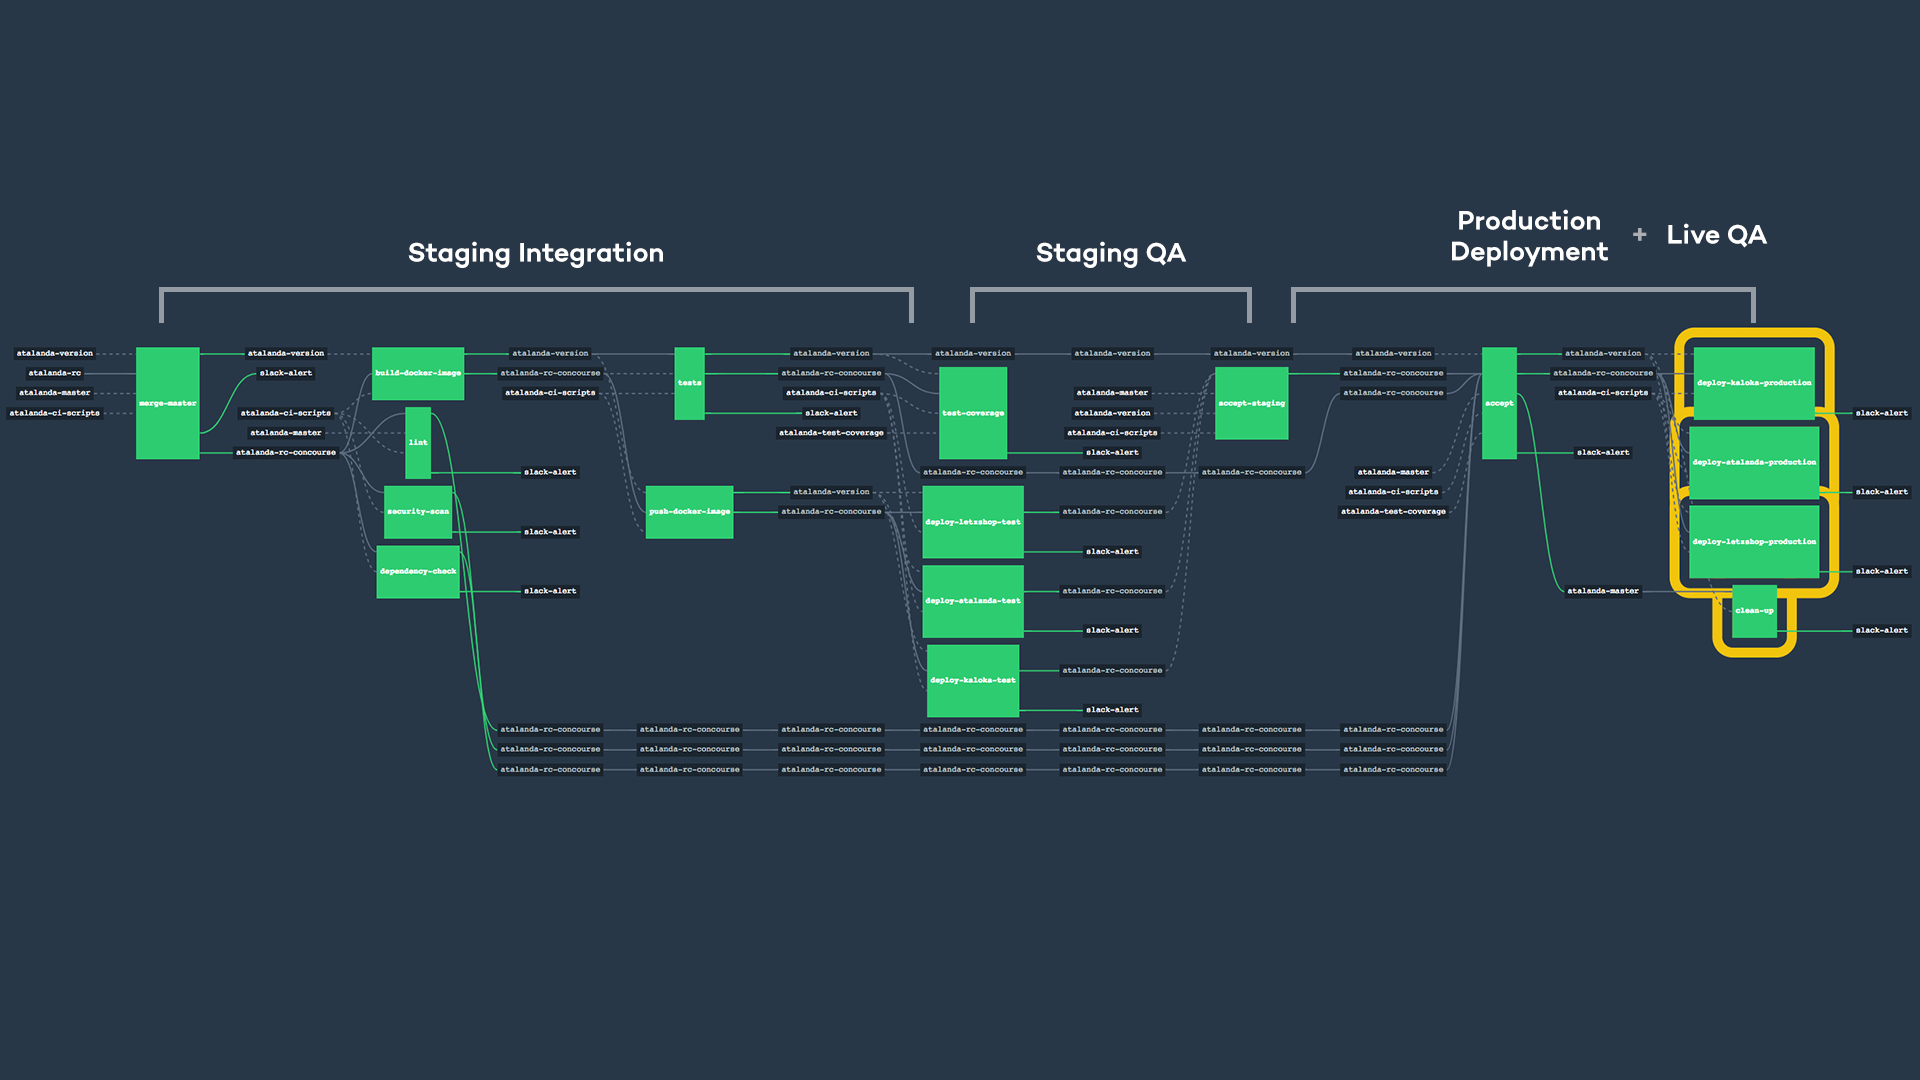 Production
Deployment
+
Live QA
Staging Integration
Staging QA
atalanda-version
atalanda-rc
atalanda-master
atalanda-ci-scripts
merge-master
atalanda-version
slack-alert
atalanda-ci-scripts
atalanda-master
atalanda-rc-concourse
build-docker-image
lint
security-scan
dependency-check
atalanda-version
atalanda-rc-concourse
atalanda-ci-scripts
slack-alert
slack-alert
slack-alert
atalanda-rc-concourse
atalanda-rc-concourse
atalanda-rc-concourse
tests
push-docker-image
atalanda-rc-concourse
atalanda-rc-concourse
atalanda-rc-concourse
atalanda-version
atalanda-rc-concourse
atalanda-ci-scripts
slack-alert
atalanda-test-coverage
atalanda-version
atalanda-rc-concourse
atalanda-rc-concourse
atalanda-rc-concourse
atalanda-rc-concourse
atalanda-version
test-coverage
atalanda-rc-concourse
deploy-letzshop-test
deploy-atalanda-test
deploy-kaloka-test
atalanda-rc-concourse
atalanda-rc-concourse
atalanda-rc-concourse
atalanda-version
atalanda-master
atalanda-version
atalanda-ci-scripts
slack-alert
atalanda-rc-concourse
atalanda-rc-concourse
slack-alert
atalanda-rc-concourse
slack-alert
atalanda-rc-concourse
slack-alert
atalanda-rc-concourse
atalanda-rc-concourse
atalanda-rc-concourse
atalanda-version
accept-staging
atalanda-rc-concourse
atalanda-rc-concourse
atalanda-rc-concourse
atalanda-rc-concourse
atalanda-version
atalanda-rc-concourse
atalanda-rc-concourse
atalanda-master
atalanda-ci-scripts
atalanda-test-coverage
atalanda-rc-concourse
atalanda-rc-concourse
atalanda-rc-concourse
accept
atalanda-version
atalanda-rc-concourse
atalanda-ci-scripts
slack-alert
atalanda-master
deploy-kaloka-production
deploy-atalanda-production
deploy-letzshop-production
clean-up
slack-alert
slack-alert
slack-alert
slack-alert